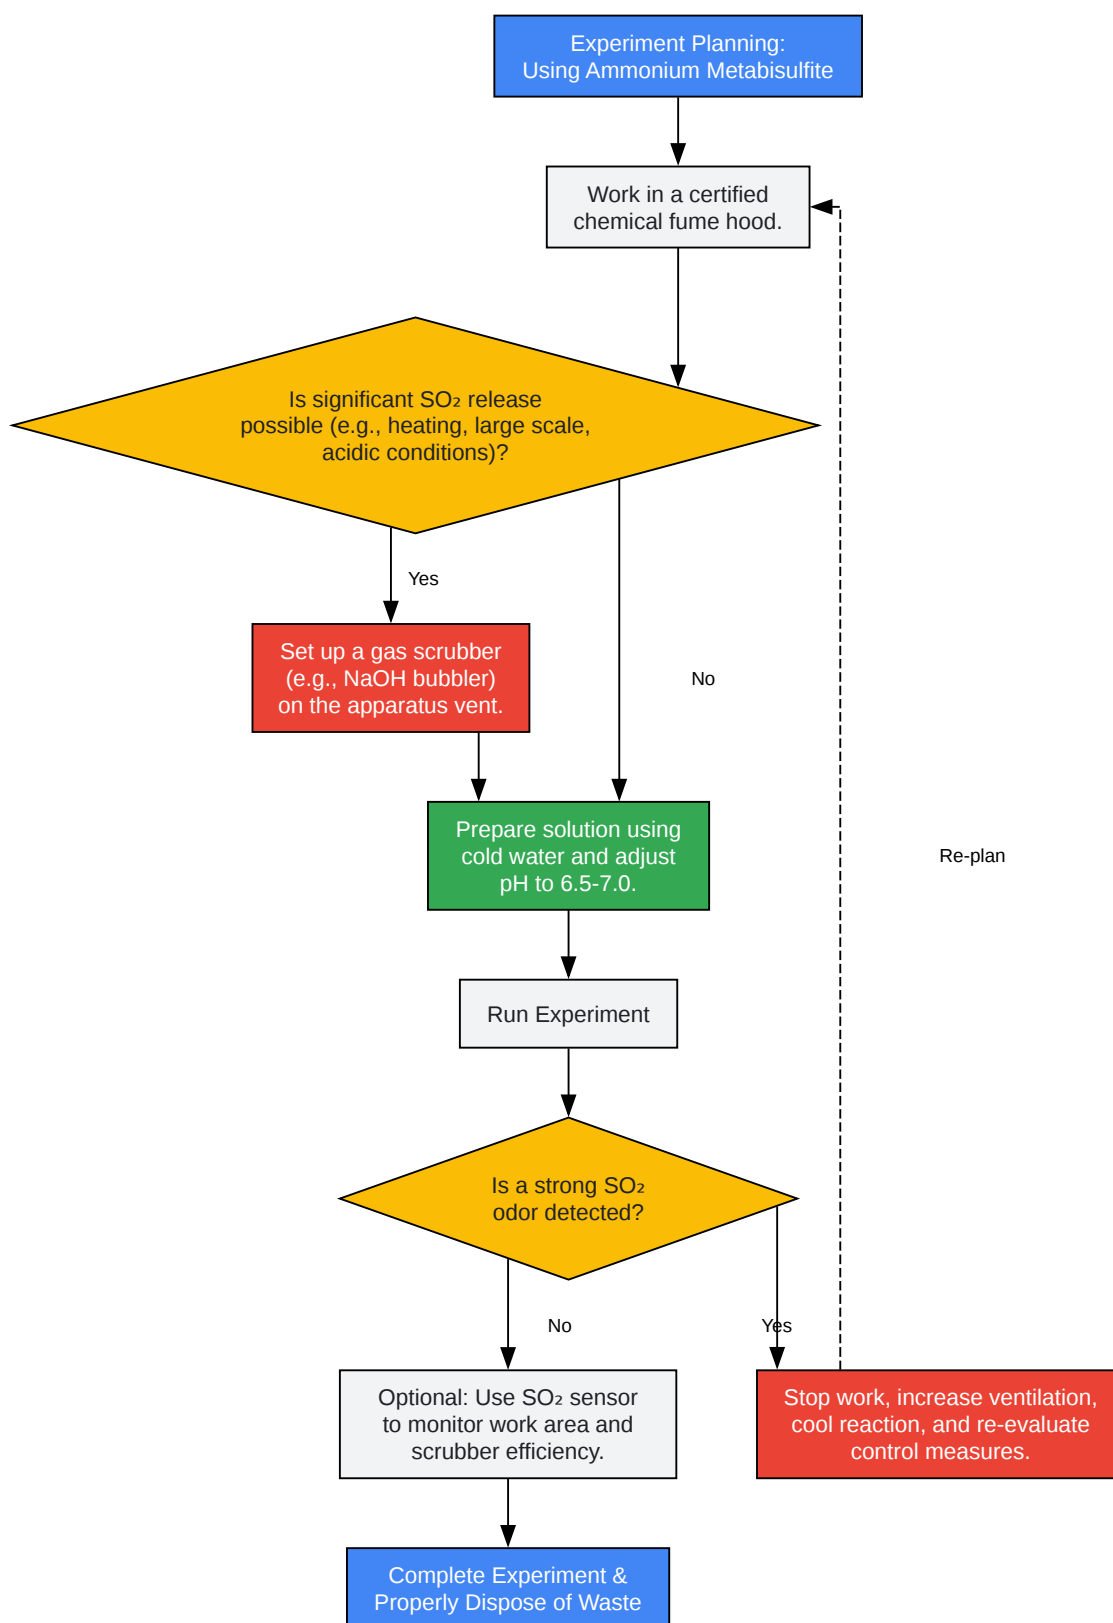 Experiment Planning:
Using Ammonium Metabisulfite
Work in a certified
chemical fume hood.
Is significant SO₂ release
possible (e.g., heating, large scale,
acidic conditions)?
Yes
Set up a gas scrubber
(e.g., NaOH bubbler)
on the apparatus vent.
No
Prepare solution using
cold water and adjust
pH to 6.5-7.0.
Re-plan
Run Experiment
Is a strong SO₂
odor detected?
No
Yes
Optional: Use SO₂ sensor
to monitor work area and
scrubber efficiency.
Stop work, increase ventilation,
cool reaction, and re-evaluate
control measures.
Complete Experiment &
Properly Dispose of Waste